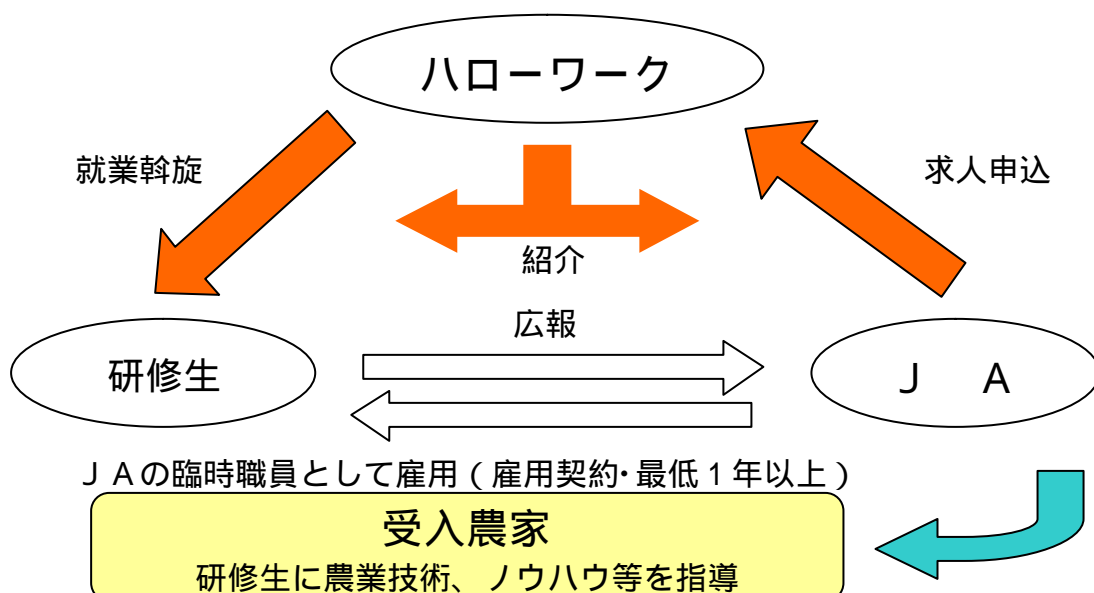 ハローワーク
就業斡旋
求人申込
紹介
広報
研修生
Ｊ　Ａ
ＪＡの臨時職員として雇用（雇用契約・最低１年以上）
受入農家
研修生に農業技術、ノウハウ等を指導